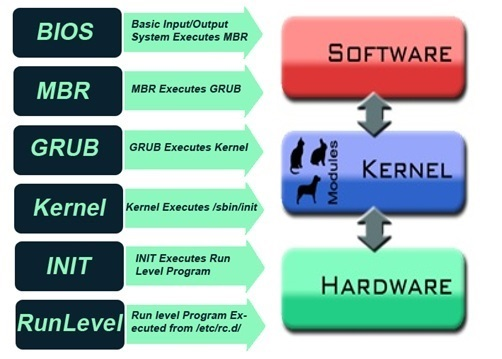 BIOS
Basic Input/Output
System Executes MBR
MBR
MBR Executes GRUB
GRUB
GRUB Executes Kernel
Kernel
Kernel Executes /sbin/init
INIT
INIT Executes Run
Level Program
RunLevel
Run level Program Ex-
ecuted from /etc/rc.d/
SOFTWARE
Modules
KERNEL
HARDWARE